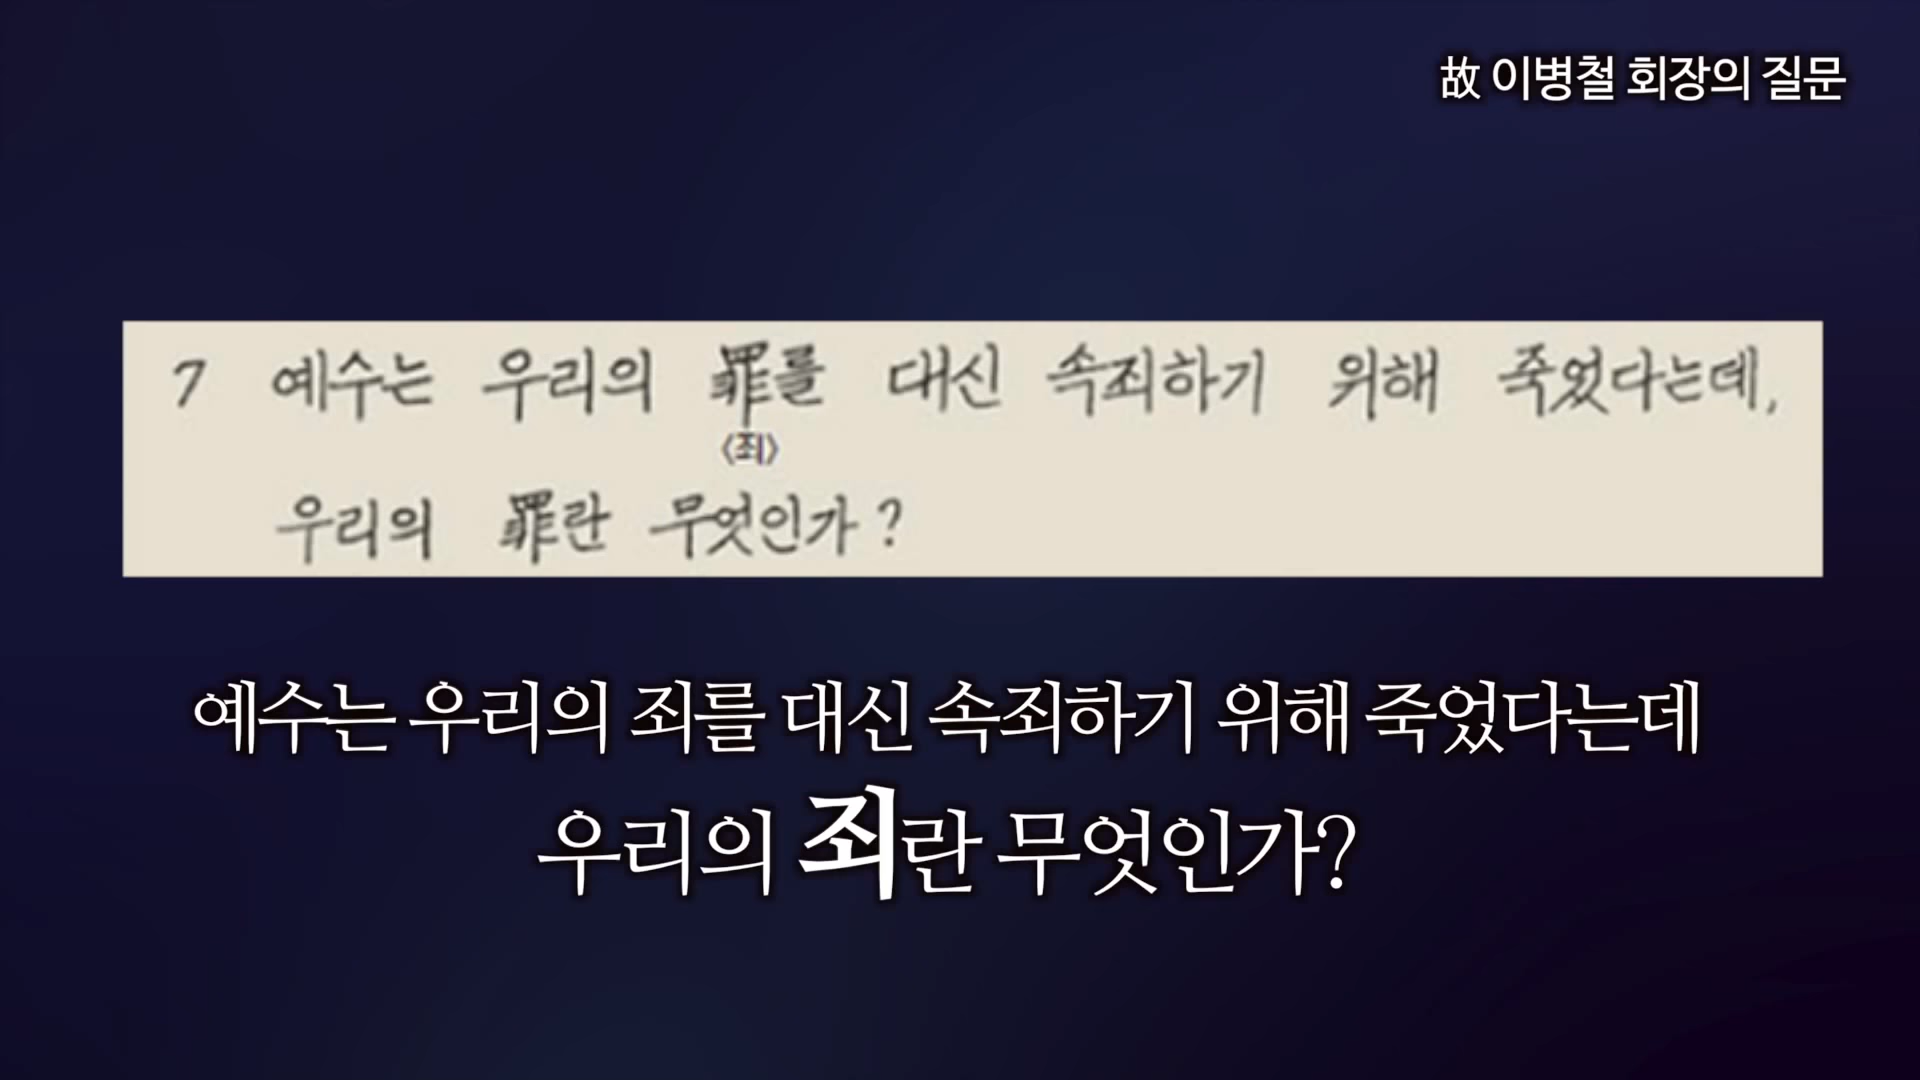 故 이병철 회장의 질문
7 예수는 우리의 罪를 대신 속죄하기 위해 죽었다는데,
〈죄〉
우리의 罪란 무엇인가?
예수는 우리의 죄를 대신 속죄하기 위해 죽었다는데
우리의 죄란 무엇인가?